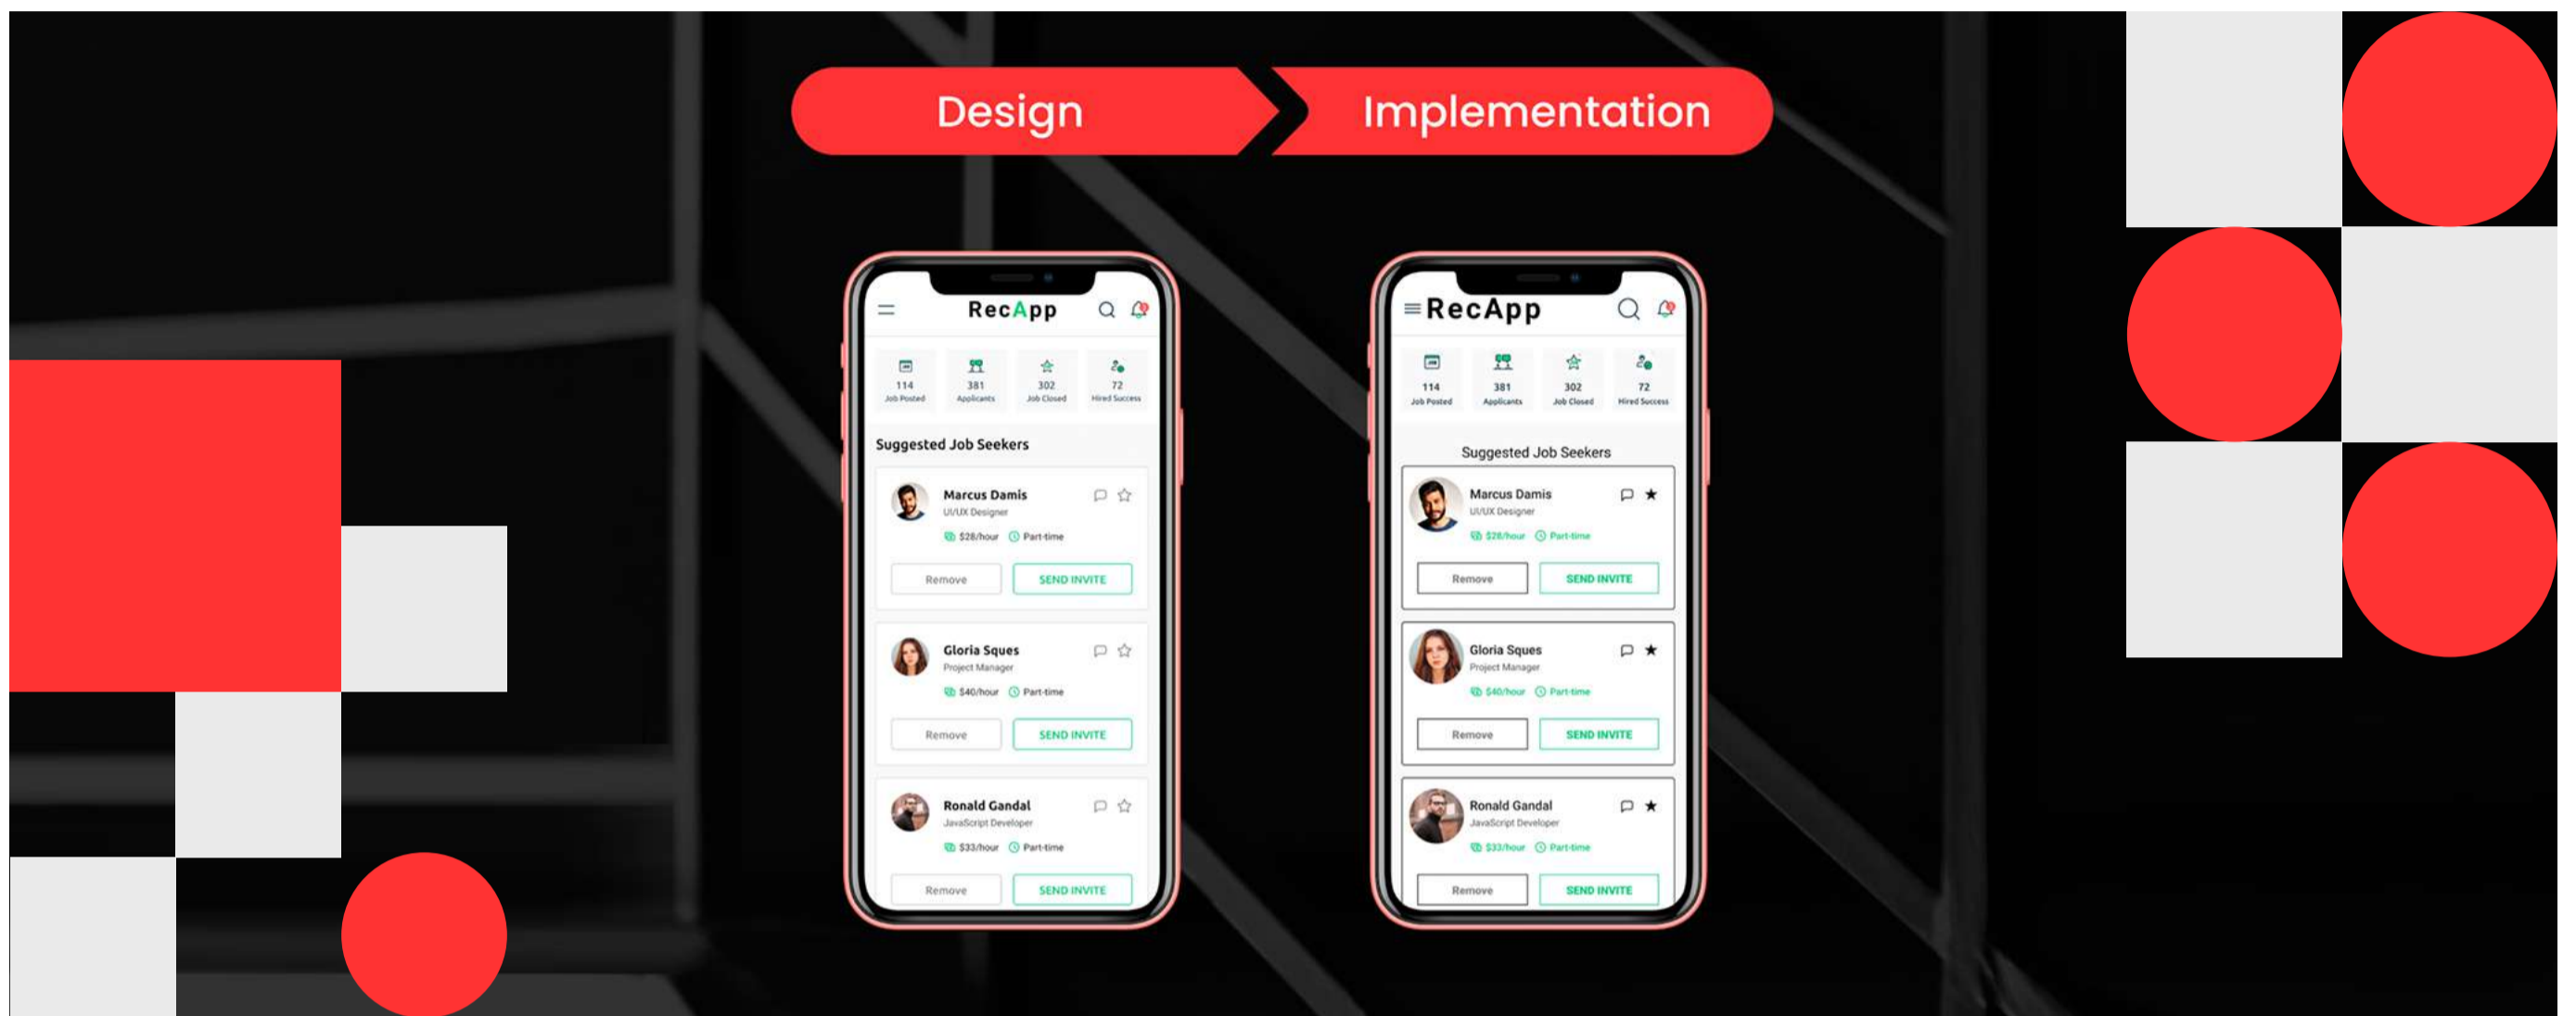 Design
Implementation
RecApp
114
381
302
72
Job Posted
Applicants
Job Closed
Hired Success
Suggested Job Seekers
Marcus Damis
UI/UX Designer
$28/hour
Part-time
Remove
SEND INVITE
Gloria Sques
Project Manager
$40/hour
Part-time
Remove
SEND INVITE
Ronald Gandal
JavaScript Developer
$33/hour
Part-time
Remove
SEND INVITE
RecApp
114
381
302
72
Job Posted
Applicants
Job Closed
Hired Success
Suggested Job Seekers
Marcus Damis
UI/UX Designer
$28/hour
Part-time
Remove
SEND INVITE
Gloria Sques
Project Manager
$40/hour
Part-time
Remove
SEND INVITE
Ronald Gandal
JavaScript Developer
$33/hour
Part-time
Remove
SEND INVITE